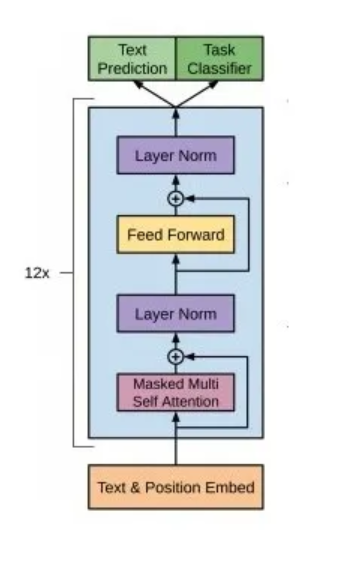 Text
Prediction
Task
Classifier
Layer Norm
Feed Forward
12x
Layer Norm
Masked Multi
Self Attention
Text & Position Embed